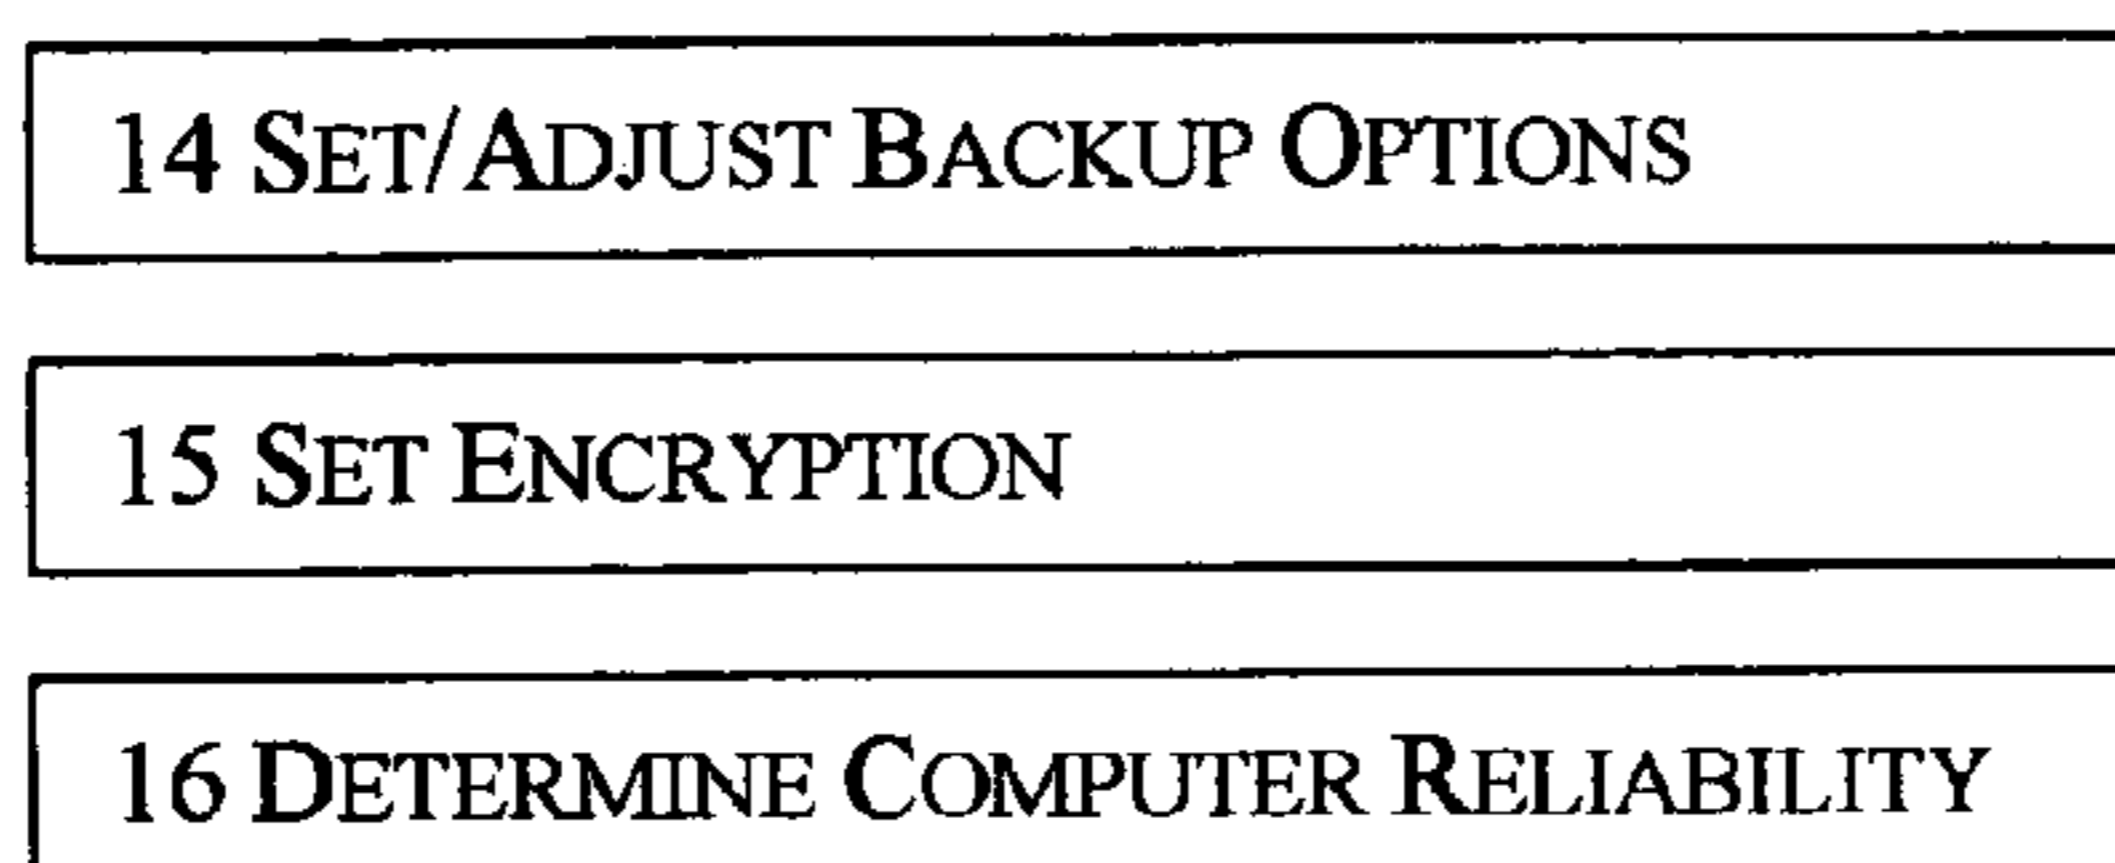 14 SET/ADJUST BACKUP OPTIONS
15 SET ENCRYPTION
16 DETERMINE COMPUTER RELIABILITY